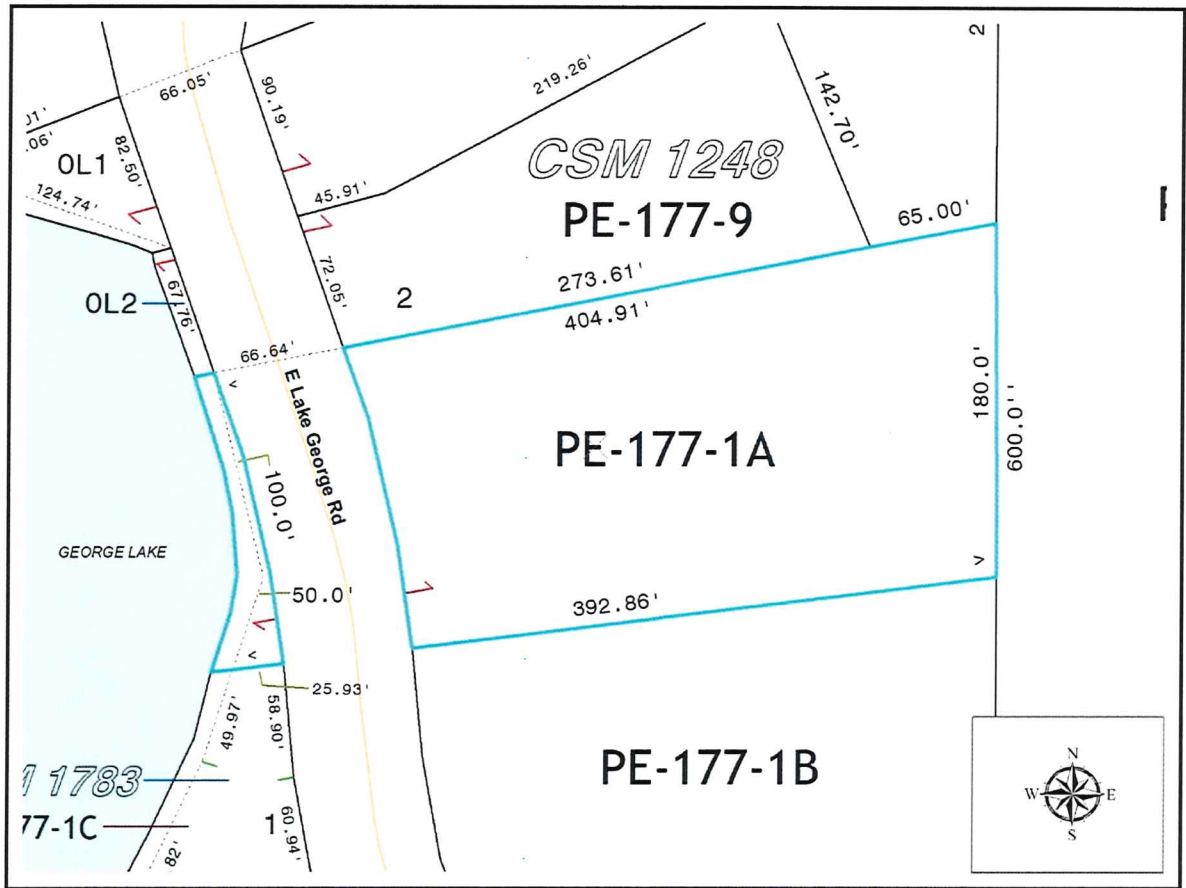 2
66.05'
90.19'
219.26'
142.70'
01'
.06'
82.50'
OL1
CSM 1248
124.74'
45.91'
PE-177-9
65.00'
72.05'
273.61'
OL2
67.76'
2
404.91'
66.64'
<
E Lake George Rd
180.0'
600.0''
PE-177-1A
100.0'
GEORGE LAKE
50.0'
392.86'
<
25.93'
49.97'
58.90'
N
PE-177-1B
1783
W E
77-1C
1
60.94'
S
82'